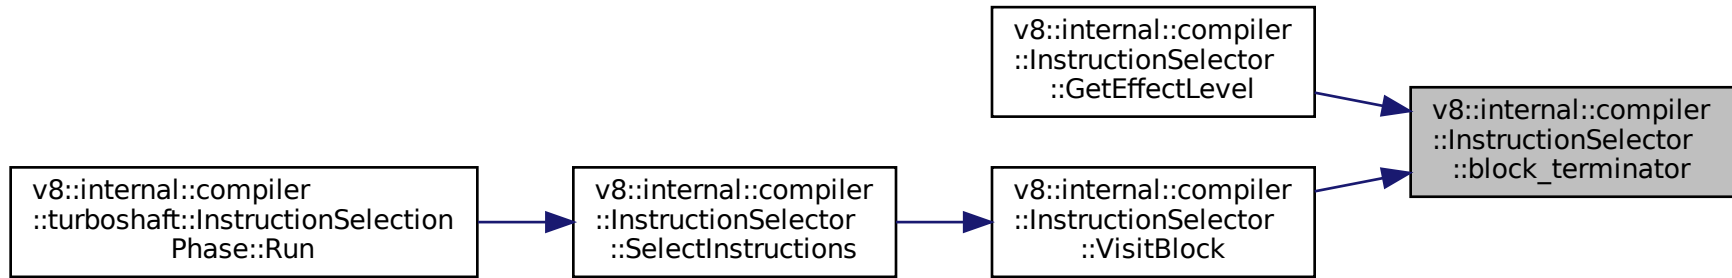 v8::internal::compiler
::InstructionSelector
::GetEffectLevel
v8::internal::compiler
::InstructionSelector
::block_terminator
v8::internal::compiler
::turboshaft::InstructionSelection
Phase::Run
v8::internal::compiler
::InstructionSelector
::SelectInstructions
v8::internal::compiler
::InstructionSelector
::VisitBlock